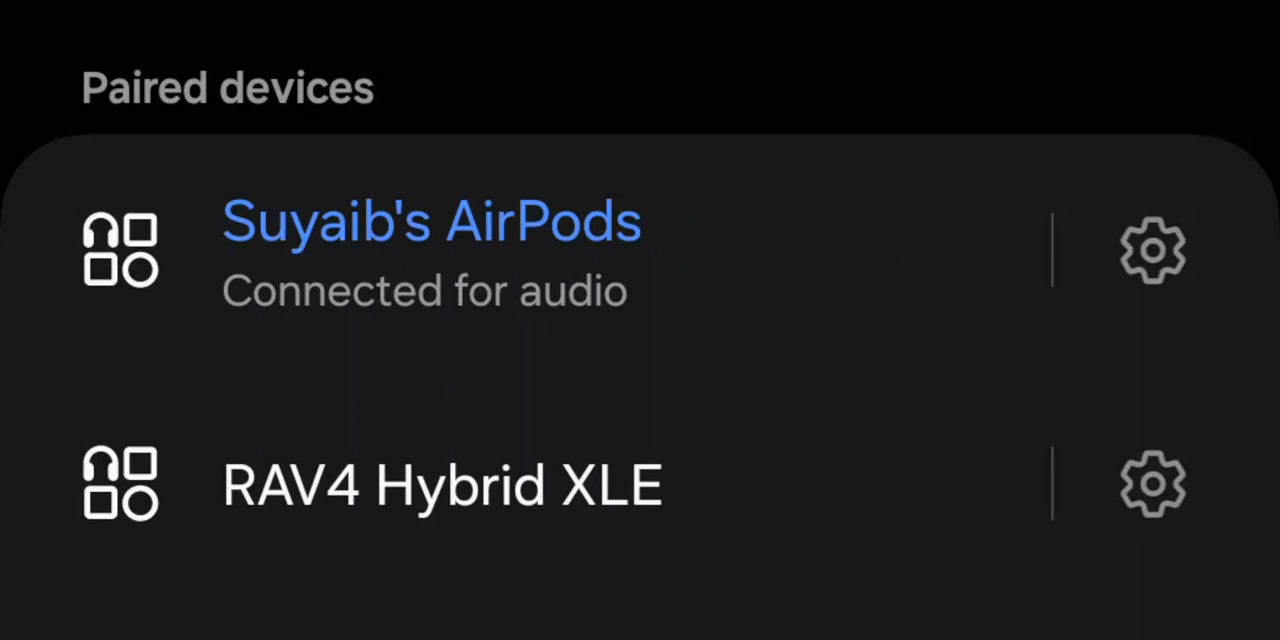 Paired devices
Suyaib's AirPods
Connected for audio
RAV4 Hybrid XLE